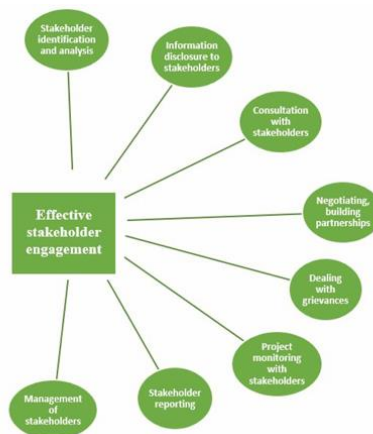 Stakeholder
identification
and analysis
Information
disclosure to
stakeholders
Consultation
with
stakeholders
Negotiating,
building
partnerships
Effective
stakeholder
engagement
Dealing
with
grievances
Project
monitoring
with
stakeholders
Stakeholder
reporting
Management
of
stakeholders